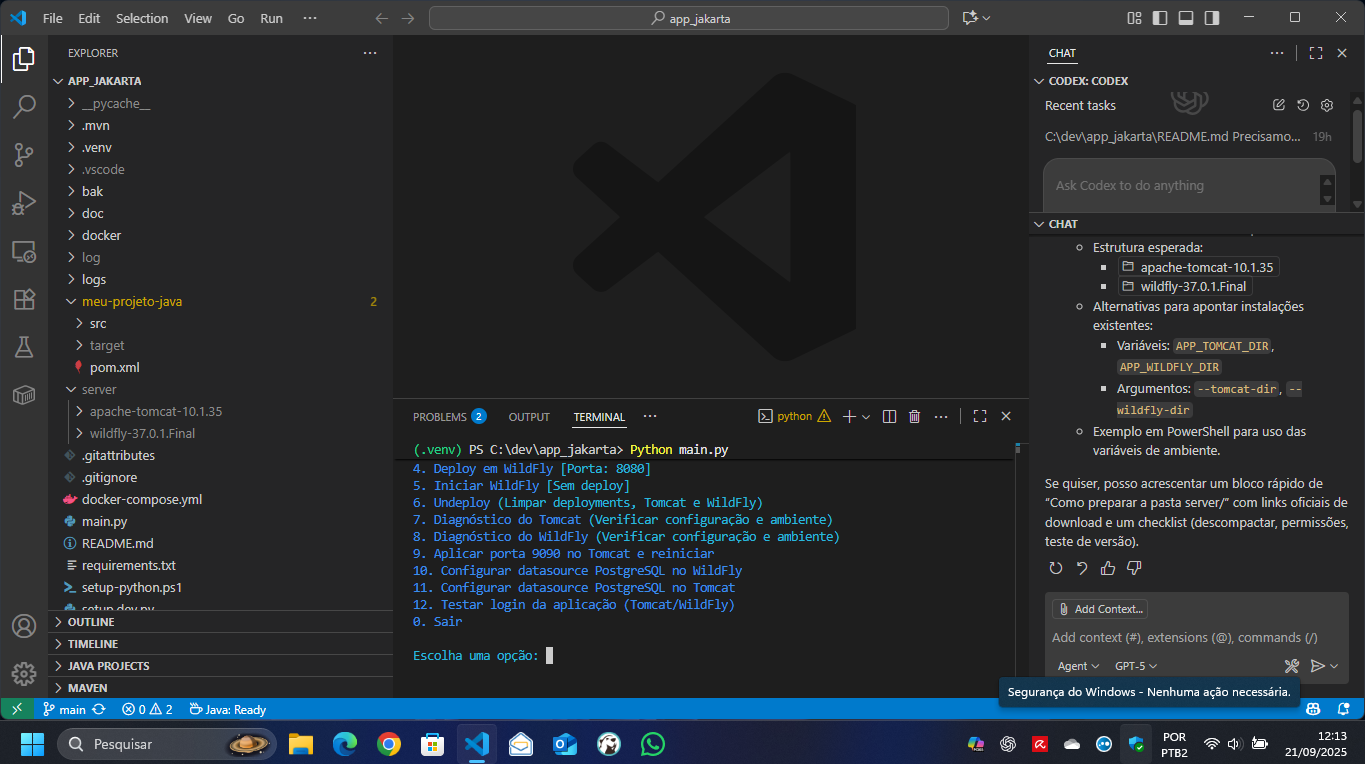 File Edit Selection View Go Run ···
app_jakarta
EXPLORER
APP_JAKARTA
__pycache__
.mvn
.venv
.vscode
bak
doc
docker
log
logs
meu-projeto-java 2
src
target
pom.xml
server
apache-tomcat-10.1.35
wildfly-37.0.1.Final
.gitattributes
.gitignore
docker-compose.yml
main.py
README.md
requirements.txt
setup-python.ps1
setup.dev.py
OUTLINE
TIMELINE
JAVA PROJECTS
MAVEN
PROBLEMS 2 OUTPUT TERMINAL ··· python
(.venv) PS C:\dev\app_jakarta> Python main.py
4. Deploy em WildFly [Porta: 8080]
5. Iniciar WildFly [Sem deploy]
6. Undeploy (Limpar deployments, Tomcat e WildFly)
7. Diagnóstico do Tomcat (Verificar configuração e ambiente)
8. Diagnóstico do WildFly (Verificar configuração e ambiente)
9. Aplicar porta 9090 no Tomcat e reiniciar
10. Configurar datasource PostgreSQL no WildFly
11. Configurar datasource PostgreSQL no Tomcat
12. Testar login da aplicação (Tomcat/WildFly)
0. Sair
Escolha uma opção:
CHAT
CODEX: CODEX
Recent tasks
C:\dev\app_jakarta\README.md Precisamo... 19h
Ask Codex to do anything
CHAT
Estrutura esperada:
apache-tomcat-10.1.35
wildfly-37.0.1.Final
Alternativas para apontar instalações
existentes:
Variáveis: APP_TOMCAT_DIR,
APP_WILDFLY_DIR
Argumentos: --tomcat-dir, --
wildfly-dir
Exemplo em PowerShell para uso das
variáveis de ambiente.
Se quiser, posso acrescentar um bloco rápido de
“Como preparar a pasta server/” com links oficiais de
download e um checklist (descompactar, permissões,
teste de versão).
Add Context...
Add context (#), extensions (@), commands (/)
Agent GPT-5
Segurança do Windows - Nenhuma ação necessária.
main 0 2 Java: Ready
Pesquisar
POR
PTB2
12:13
21/09/2025